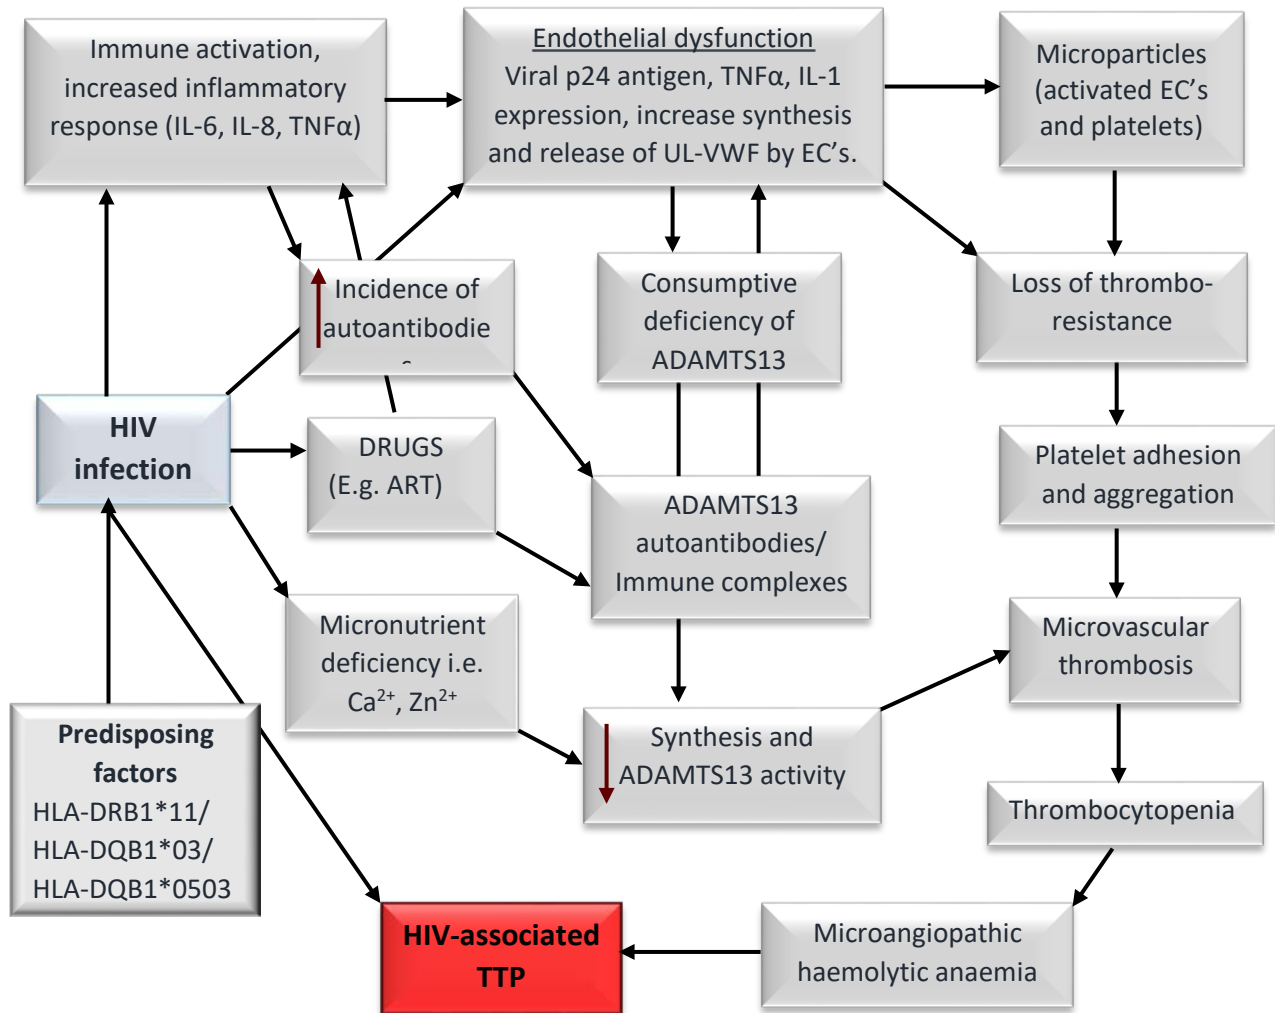 Immune activation,
increased inflammatory
response (IL-6, IL-8, TNFα)
Endothelial dysfunction
Viral p24 antigen, TNFα, IL-1
expression, increase synthesis
and release of UL-VWF by EC’s.
Microparticles
(activated EC’s
and platelets)
Incidence of
autoantibodie
Consumptive
deficiency of
ADAMTS13
Loss of thrombo-
resistance
HIV
infection
DRUGS
(E.g. ART)
Platelet adhesion
and aggregation
ADAMTS13
autoantibodies/
Immune complexes
Micronutrient
deficiency i.e.
Ca²⁺, Zn²⁺
Microvascular
thrombosis
Predisposing
factors
HLA-DRB1*11/
HLA-DQB1*03/
HLA-DQB1*0503
Synthesis and
ADAMTS13 activity
Thrombocytopenia
HIV-associated
TTP
Microangiopathic
haemolytic anaemia